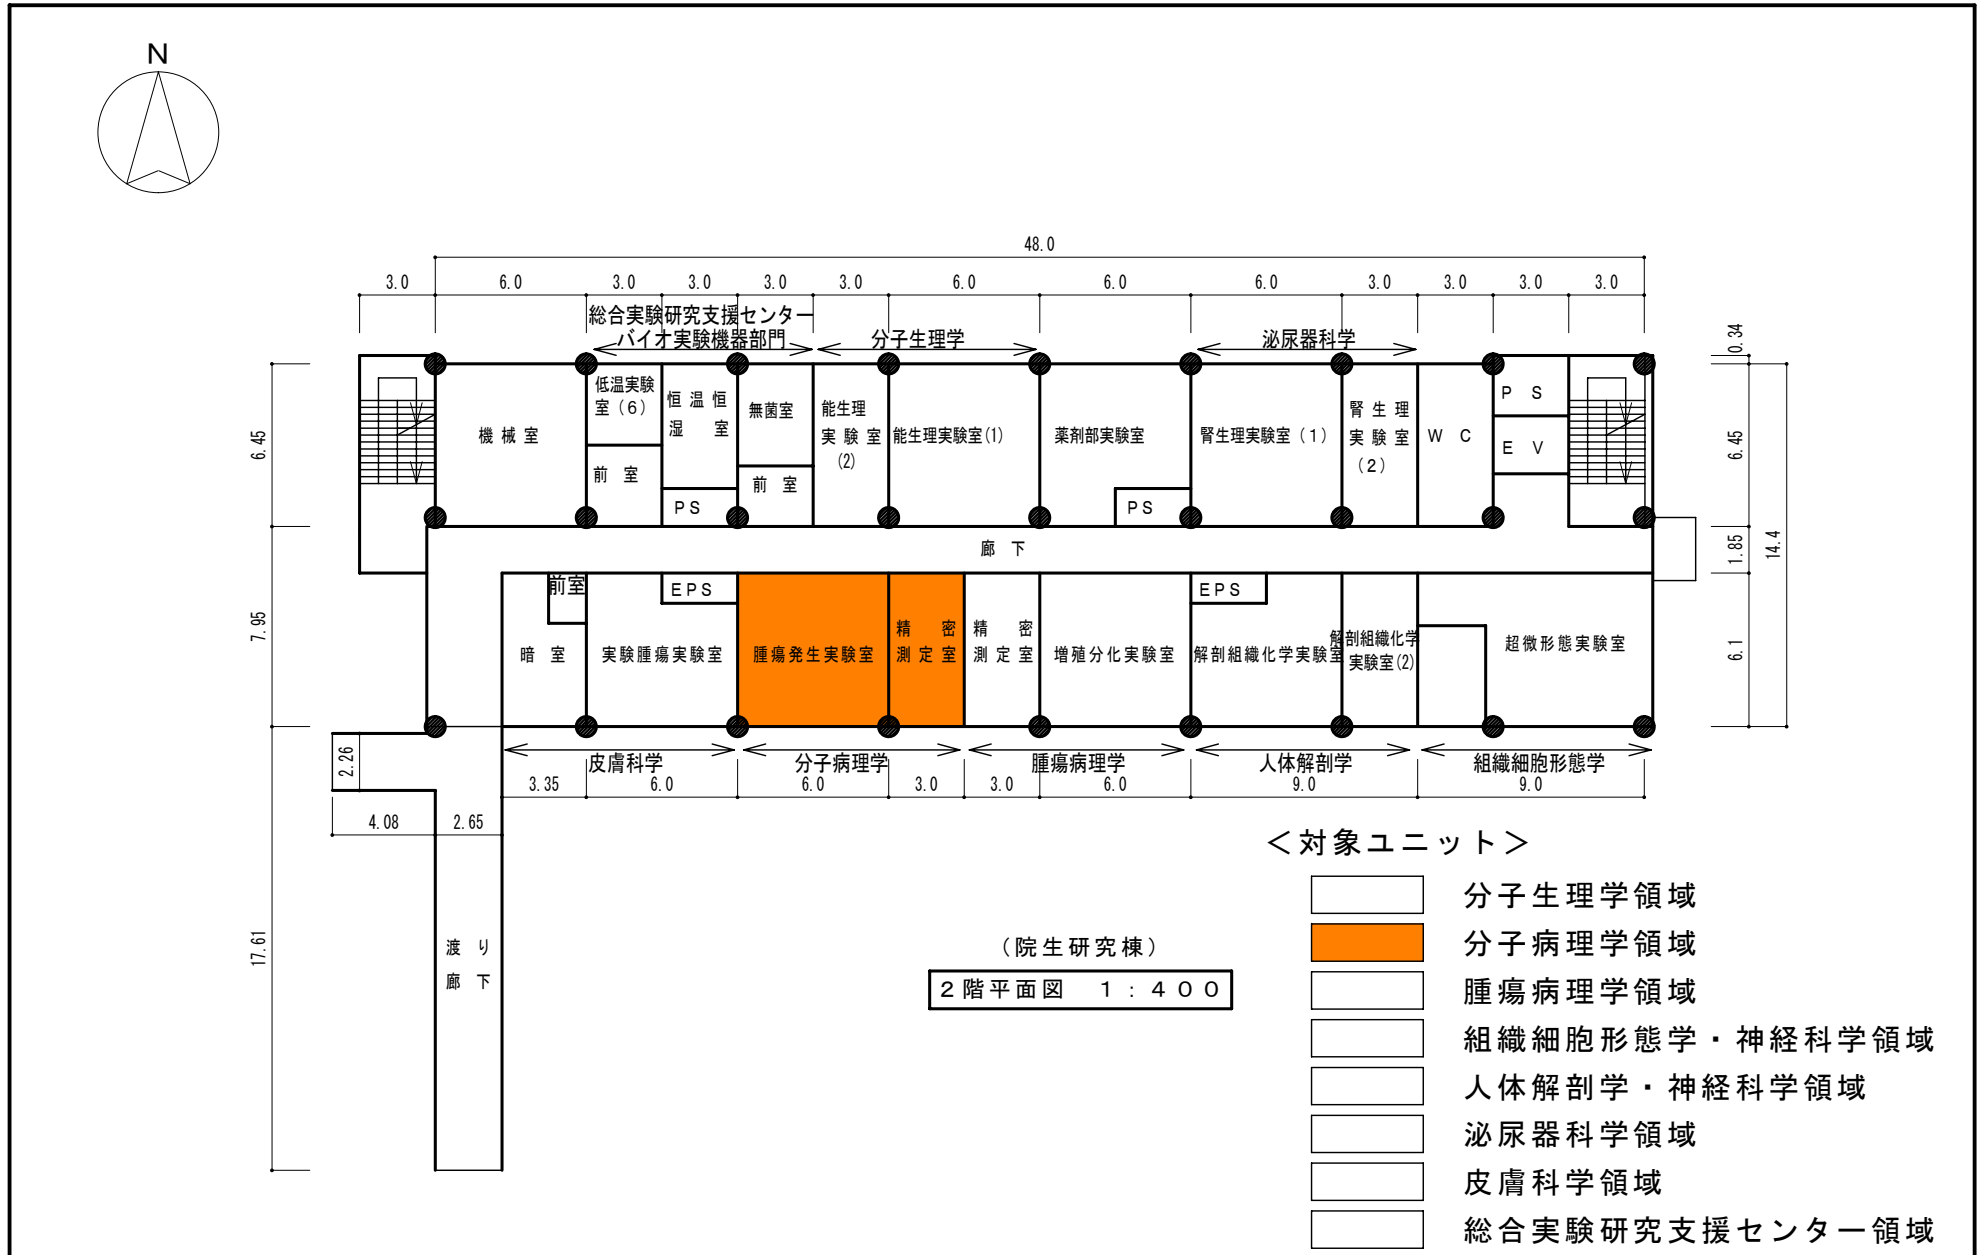 N
48.0
3.0 6.0 3.0 3.0 3.0 3.0 6.0 6.0 6.0 3.0 3.0 3.0 3.0
総合実験研究支援センター
バイオ実験機器部門
分子生理学
泌尿器科学
0.34
低温実験
室(6)
前 室
恒 温 恒
湿 室
PS
無菌室
前 室
能生理
実 験 室
(2)
機 械 室
能生理実験室(1)
薬剤部実験室
PS
腎生理実験室(1)
腎 生 理
実 験 室
(2)
W C
P S
E V
6.45
6.45
廊 下
1.85
14.4
7.95
6.1
前室
暗 室
EPS
実験腫瘍実験室
腫瘍発生実験室
精 密
測 定 室
精 密
測 定 室
増殖分化実験室
EPS
解剖組織化学実験室
解剖組織化学
実験室(2)
超微形態実験室
皮膚科学
分子病理学
腫瘍病理学
人体解剖学
組織細胞形態学
2.26
3.35 6.0 6.0 3.0 3.0 6.0 9.0 9.0
4.08 2.65
17.61
渡 り
廊 下
(院生研究棟)
2階平面図 1:400
<対象ユニット>
分子生理学領域
分子病理学領域
腫瘍病理学領域
組織細胞形態学・神経科学領域
人体解剖学・神経科学領域
泌尿器科学領域
皮膚科学領域
総合実験研究支援センター領域